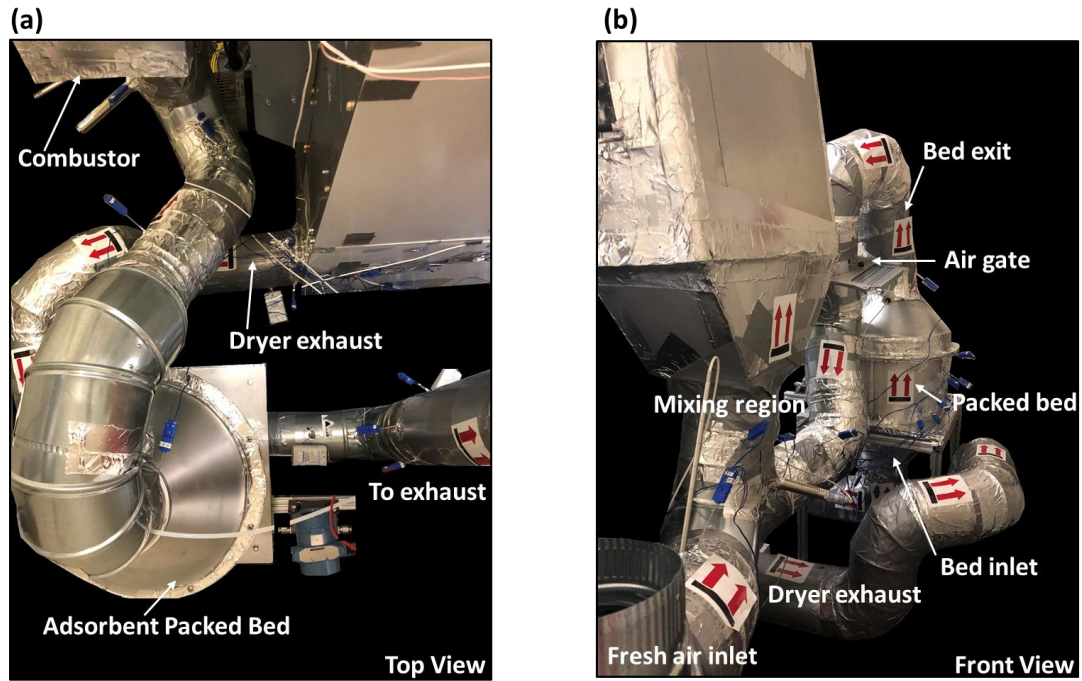 (a)
Combustor
Dryer exhaust
To exhaust
Adsorbent Packed Bed
Top View
(b)
Bed exit
Air gate
Mixing region
Packed bed
Bed inlet
Dryer exhaust
Fresh air inlet
Front View